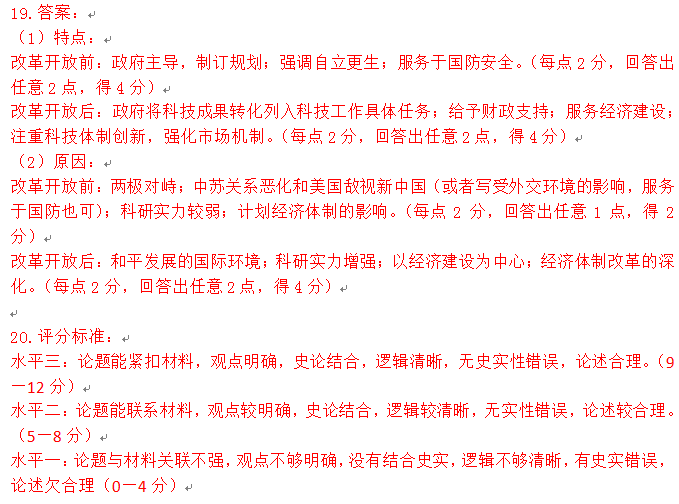 19.答案：
（1）特点：
改革开放前：政府主导，制订规划；强调自立更生；服务于国防安全。（每点2分，回答出
任意2点，得4分）
改革开放后：政府将科技成果转化列入科技工作具体任务；给予财政支持；服务经济建设；
注重科技体制创新，强化市场机制。（每点2分，回答出任意2点，得4分）
（2）原因：
改革开放前：两极对峙；中苏关系恶化和美国敌视新中国（或者写受外交环境的影响，服务
于国防也可）；科研实力较弱；计划经济体制的影响。（每点2分，回答出任意1点，得2
分）
改革开放后：和平发展的国际环境；科研实力增强；以经济建设为中心；经济体制改革的深
化。（每点2分，回答出任意2点，得4分）
20.评分标准：
水平三：论题能紧扣材料，观点明确，史论结合，逻辑清晰，无史实性错误，论述合理。（9
—12分）
水平二：论题能联系材料，观点较明确，史论结合，逻辑较清晰，无实性错误，论述较合理。
（5—8分）
水平一：论题与材料关联不强，观点不够明确，没有结合史实，逻辑不够清晰，有史实错误，
论述欠合理（0—4分）